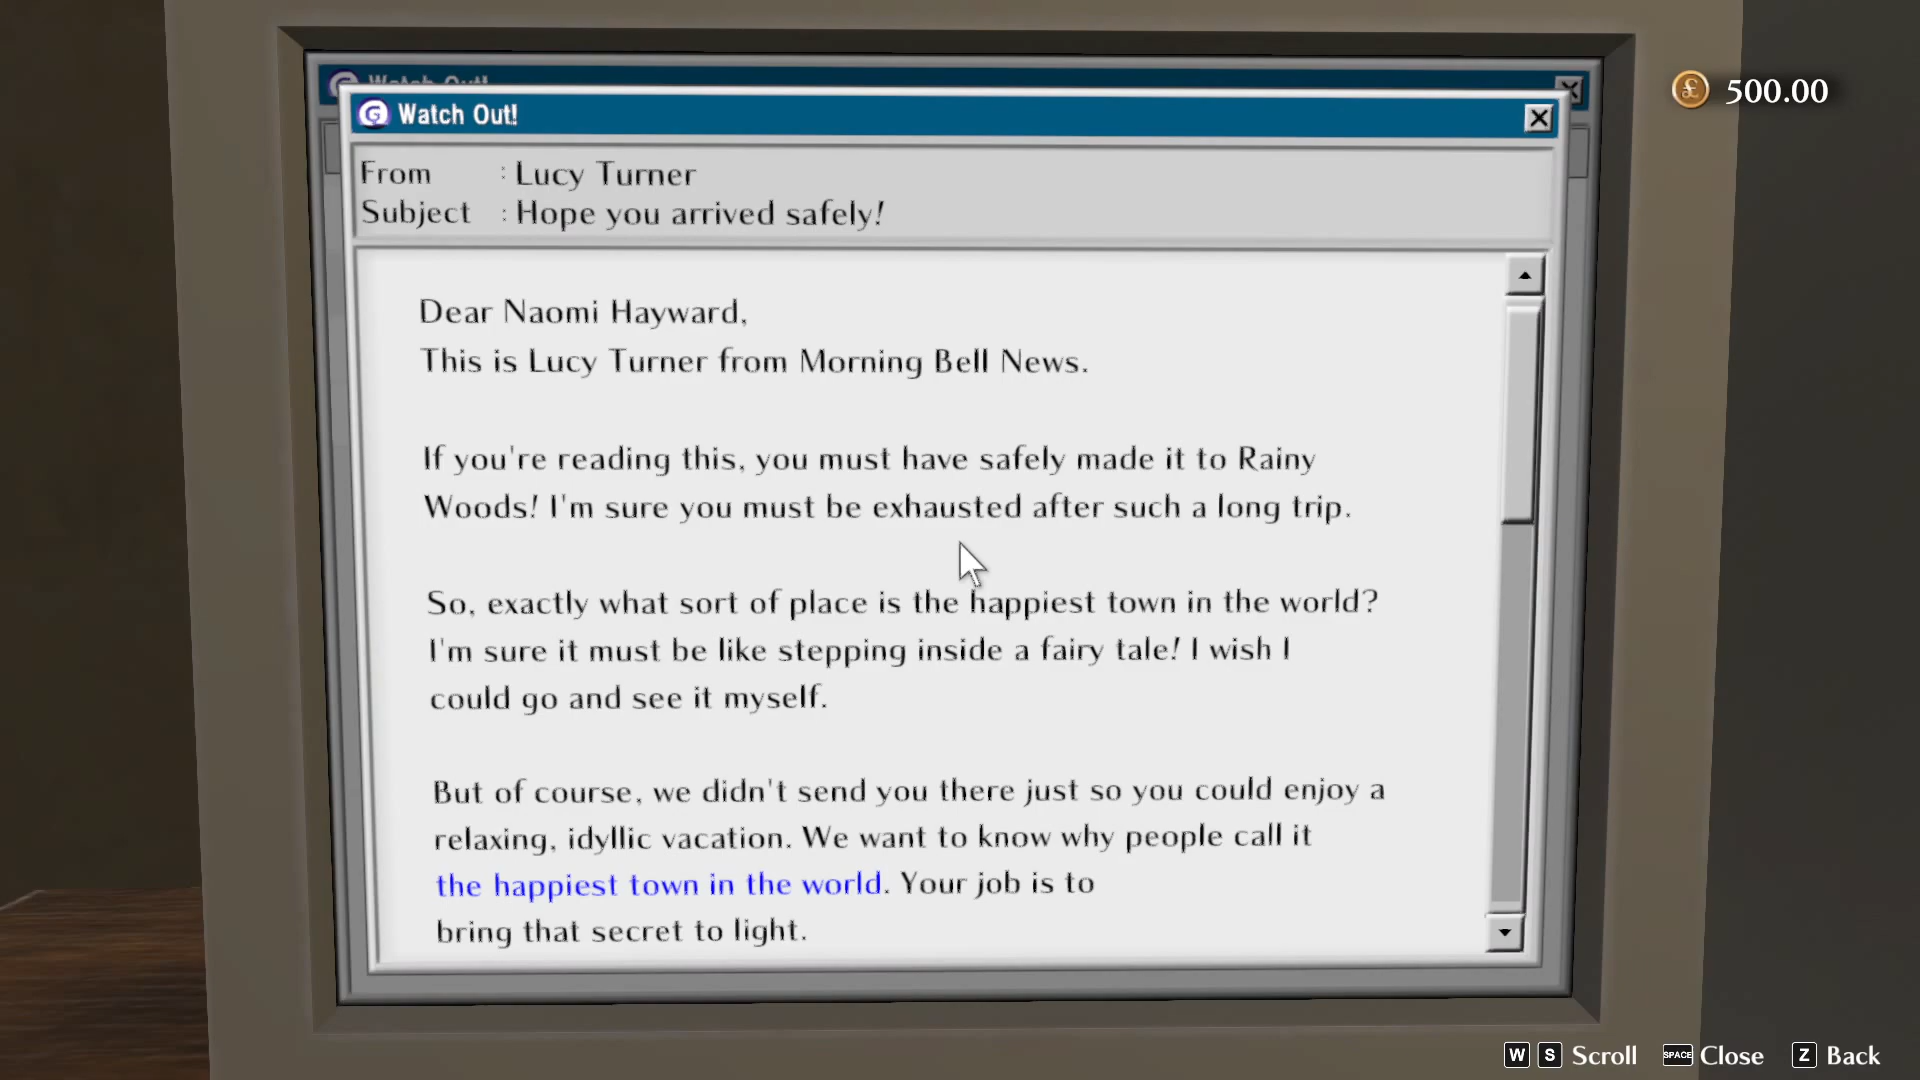 Watch Out!
500.00
Watch Out!
From : Lucy Turner
Subject : Hope you arrived safely!
Dear Naomi Hayward,
This is Lucy Turner from Morning Bell News.
If you're reading this, you must have safely made it to Rainy
Woods! I'm sure you must be exhausted after such a long trip.
So, exactly what sort of place is the happiest town in the world?
I'm sure it must be like stepping inside a fairy tale! I wish I
could go and see it myself.
But of course, we didn't send you there just so you could enjoy a
relaxing, idyllic vacation. We want to know why people call it
the happiest town in the world. Your job is to
bring that secret to light.
W S Scroll SPACE Close Z Back